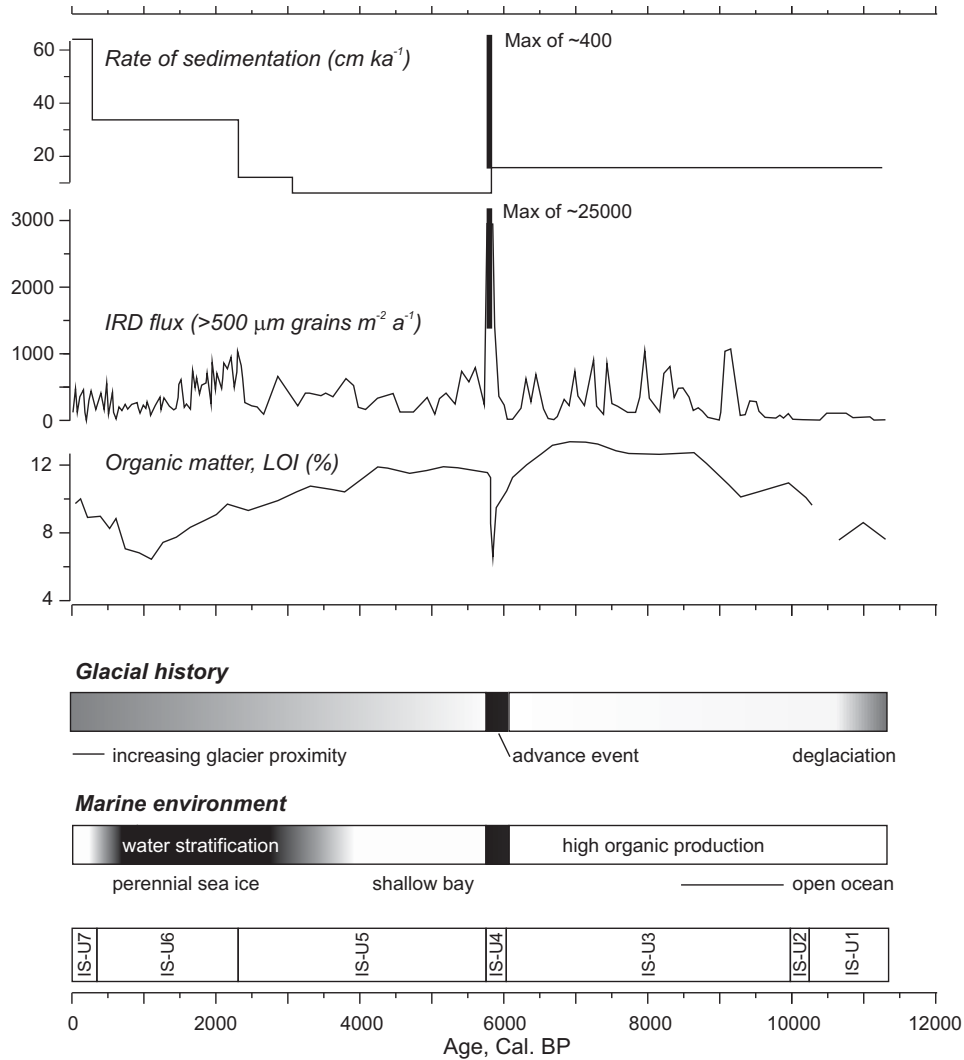 Rate of sedimentation (cm ka⁻¹)
Max of ~400
60
40
20
Max of ~25000
3000
2000
1000
0
IRD flux (>500 μm grains m⁻² a⁻¹)
Organic matter, LOI (%)
12
8
4
Glacial history
increasing glacier proximity
advance event
deglaciation
Marine environment
water stratification
high organic production
perennial sea ice
shallow bay
open ocean
IS-U7
IS-U6
IS-U5
IS-U4
IS-U3
IS-U2
IS-U1
0 2000 4000 6000 8000 10000 12000
Age, Cal. BP